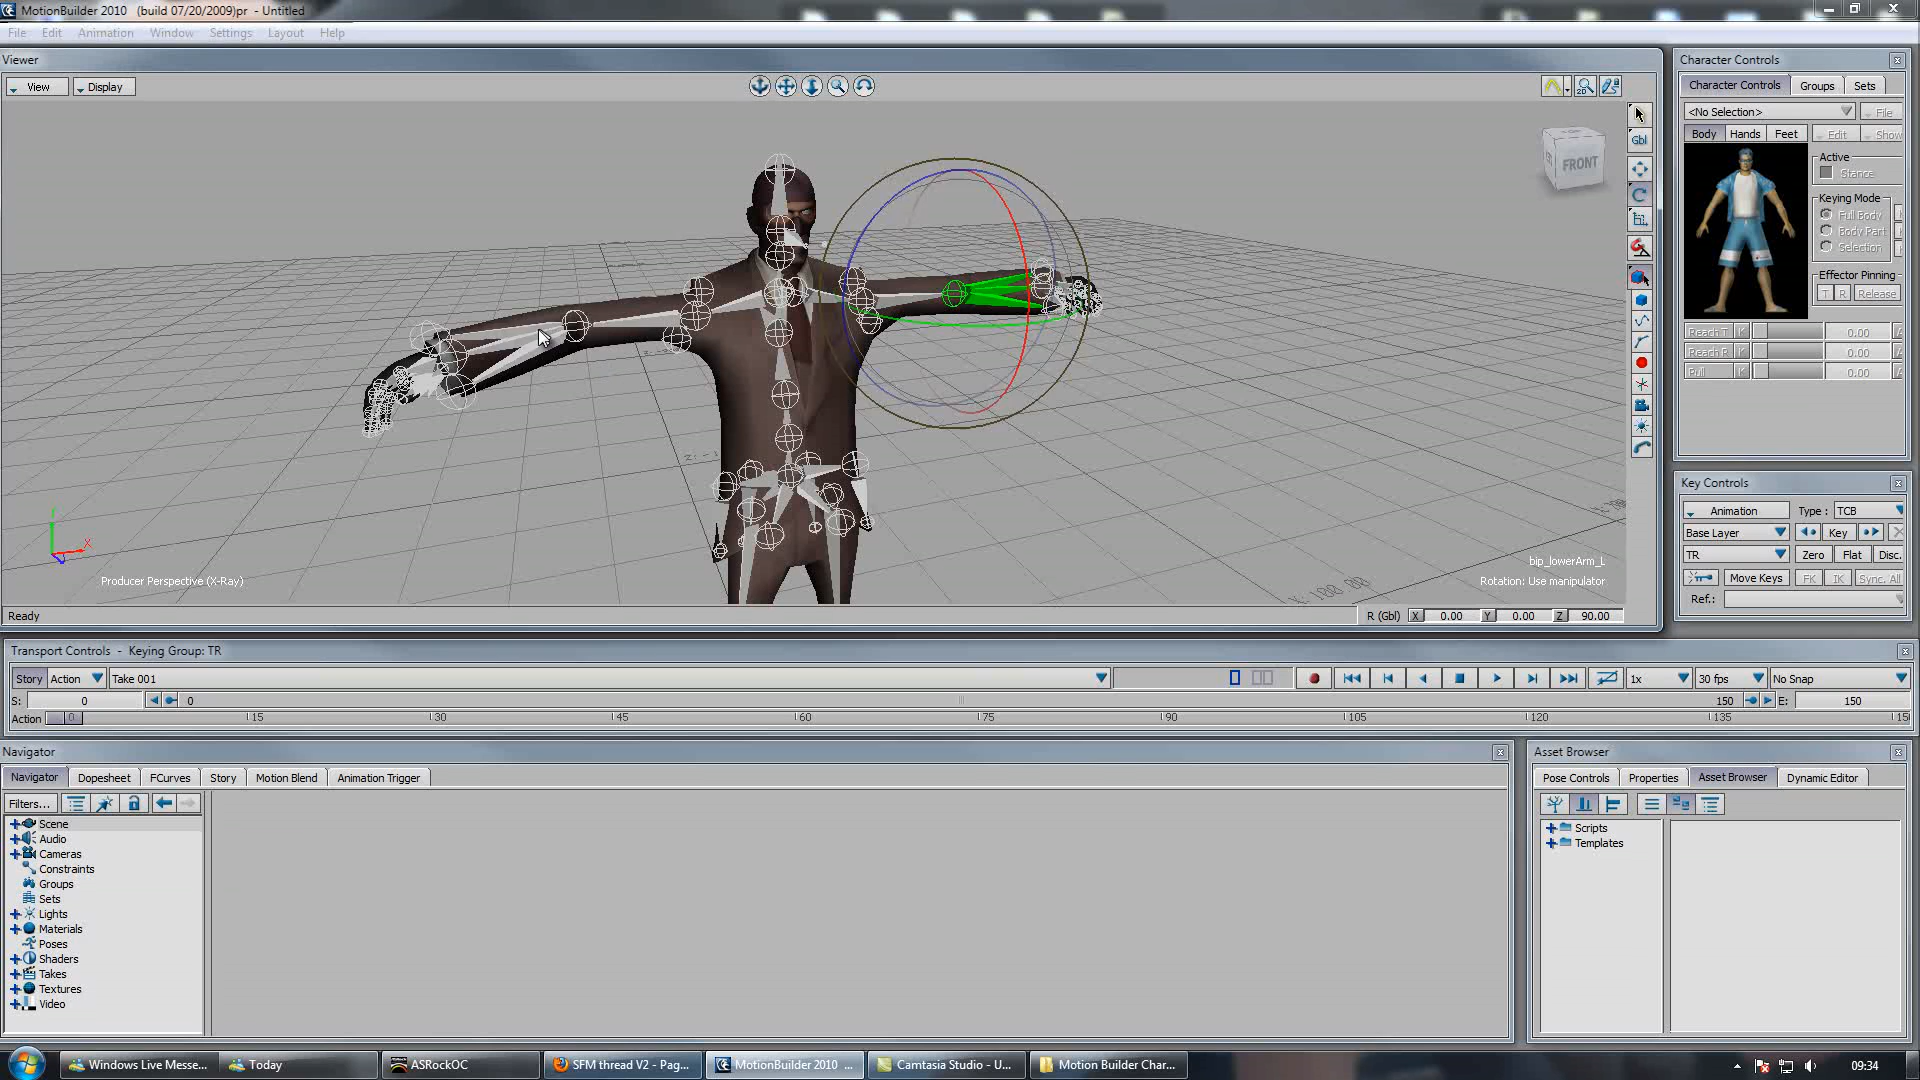 MotionBuilder 2010 (build 07/20/2009)pr - Untitled
File Edit Animation Window Settings Layout Help
Viewer
View Display
FRONT
Gbl
2D
X
Producer Perspective (X-Ray)
bip_lowerArm_L
Rotation: Use manipulator
Ready
R (Gbl) X 0.00 Y 0.00 Z 90.00
Character Controls
Character Controls Groups Sets
<No Selection> File
Body Hands Feet Edit Show
Active
Stance
Keying Mode
Full Body
Body Part
Selection
Effector Pinning
T R Release
Reach T K 0.00
Reach R K 0.00
Pull K 0.00
Key Controls
Animation Type : TCB
Base Layer Key
TR Zero Flat Disc.
Move Keys FK IK Sync. All
Ref.:
Transport Controls - Keying Group: TR
Story Action Take 001 1x 30 fps No Snap
S: 0 0 150 E: 150
Action 0 15 30 45 60 75 90 105 120 135 15
Navigator
Navigator Dopesheet FCurves Story Motion Blend Animation Trigger
Filters...
Scene
Audio
Cameras
Constraints
Groups
Sets
Lights
Materials
Poses
Shaders
Takes
Textures
Video
Asset Browser
Pose Controls Properties Asset Browser Dynamic Editor
Scripts
Templates
Windows Live Messe... Today ASRockOC SFM thread V2 - Pag... MotionBuilder 2010 ... Camtasia Studio - U... Motion Builder Char... 09:34